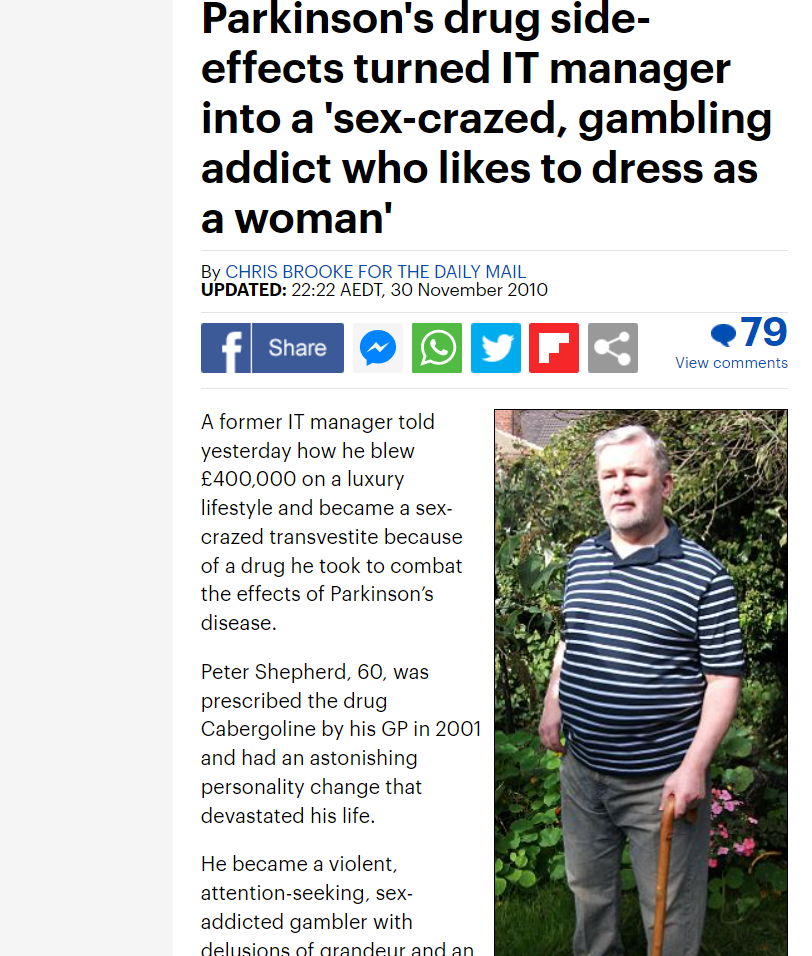 Parkinson's drug side-
effects turned IT manager
into a 'sex-crazed, gambling
addict who likes to dress as
a woman'
By CHRIS BROOKE FOR THE DAILY MAIL
UPDATED: 22:22 AEDT, 30 November 2010
f Share
79
View comments
A former IT manager told
yesterday how he blew
£400,000 on a luxury
lifestyle and became a sex-
crazed transvestite because
of a drug he took to combat
the effects of Parkinson’s
disease.
Peter Shepherd, 60, was
prescribed the drug
Cabergoline by his GP in 2001
and had an astonishing
personality change that
devastated his life.
He became a violent,
attention-seeking, sex-
addicted gambler with
delusions of grandeur and an